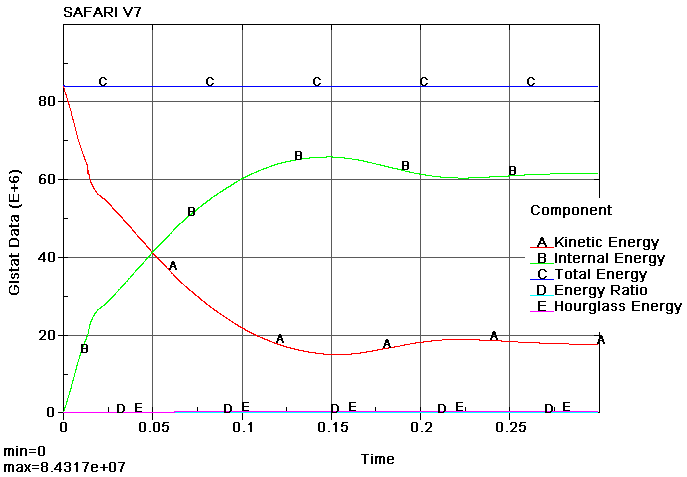 SAFARI V7
80
60
40
20
0
Glstat Data (E+6)
C C C C C
B B B B B
A A A A A
D E D E D E D E D E
Component
A Kinetic Energy
B Internal Energy
C Total Energy
D Energy Ratio
E Hourglass Energy
0 0.05 0.1 0.15 0.2 0.25
Time
min=0
max=8.4317e+07